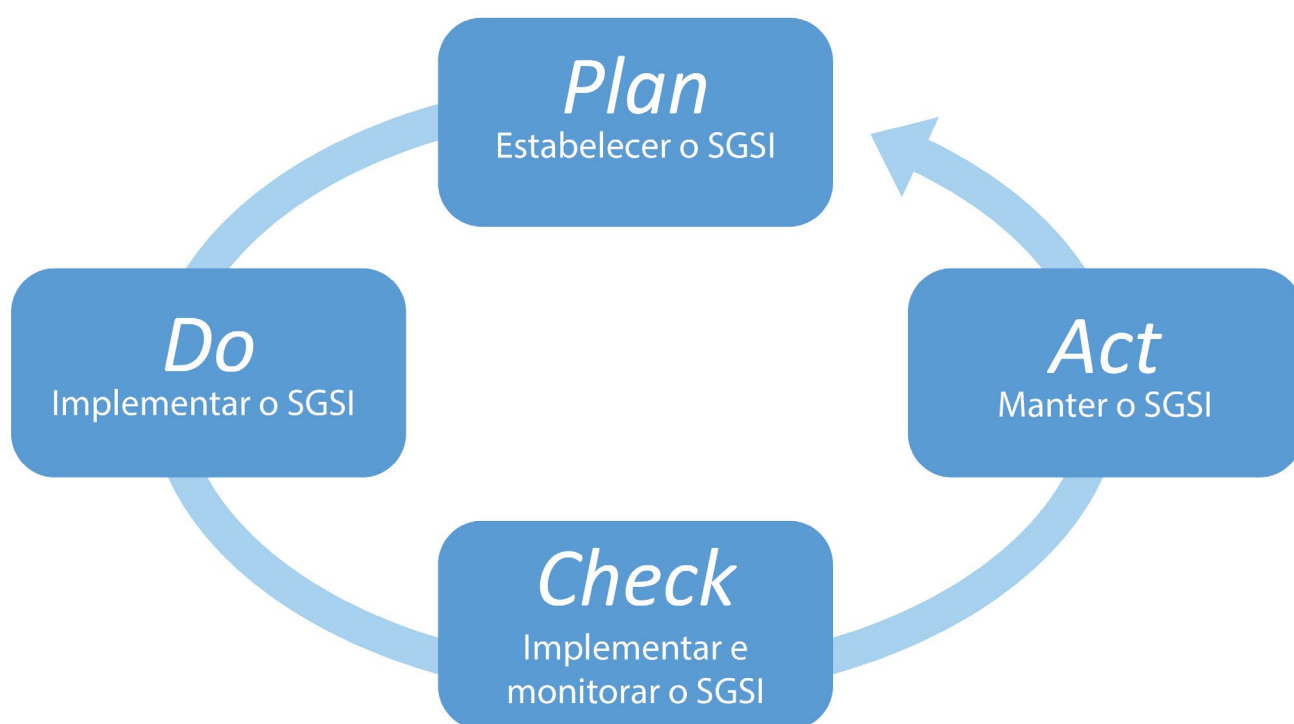 Plan
Estabelecer o SGSI
Do
Implementar o SGSI
Act
Manter o SGSI
Check
Implementar e
monitorar o SGSI